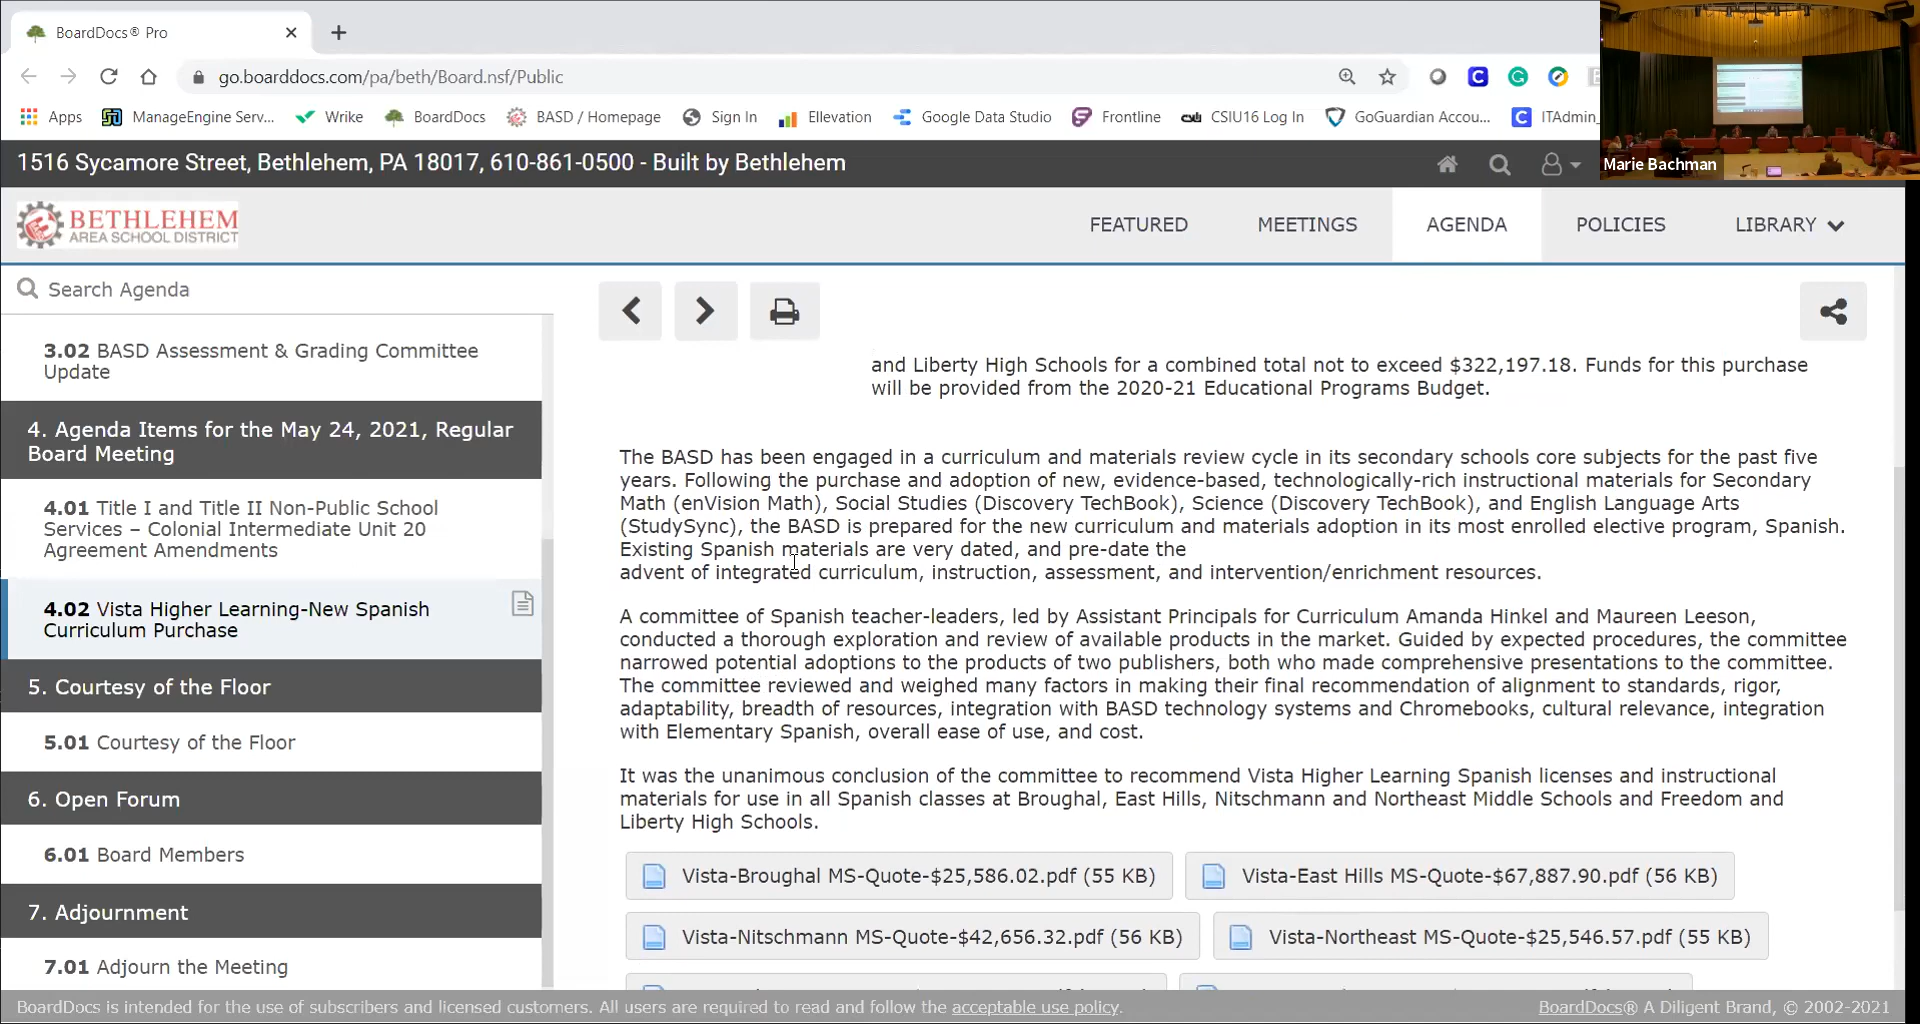 BoardDocs® Pro
go.boarddocs.com/pa/beth/Board.nsf/Public
Apps
ManageEngine Serv...
Wrike
BoardDocs
BASD / Homepage
Sign In
Ellevation
Google Data Studio
Frontline
CSIU16 Log In
GoGuardian Accou...
ITAdmin
Marie Bachman
1516 Sycamore Street, Bethlehem, PA 18017, 610-861-0500 - Built by Bethlehem
BETHLEHEM
AREA SCHOOL DISTRICT
FEATURED
MEETINGS
AGENDA
POLICIES
LIBRARY
Search Agenda
3.02 BASD Assessment & Grading Committee
Update
4. Agenda Items for the May 24, 2021, Regular
Board Meeting
4.01 Title I and Title II Non-Public School
Services – Colonial Intermediate Unit 20
Agreement Amendments
4.02 Vista Higher Learning-New Spanish
Curriculum Purchase
5. Courtesy of the Floor
5.01 Courtesy of the Floor
6. Open Forum
6.01 Board Members
7. Adjournment
7.01 Adjourn the Meeting
and Liberty High Schools for a combined total not to exceed $322,197.18. Funds for this purchase
will be provided from the 2020-21 Educational Programs Budget.
The BASD has been engaged in a curriculum and materials review cycle in its secondary schools core subjects for the past five
years. Following the purchase and adoption of new, evidence-based, technologically-rich instructional materials for Secondary
Math (enVision Math), Social Studies (Discovery TechBook), Science (Discovery TechBook), and English Language Arts
(StudySync), the BASD is prepared for the new curriculum and materials adoption in its most enrolled elective program, Spanish.
Existing Spanish materials are very dated, and pre-date the
advent of integrated curriculum, instruction, assessment, and intervention/enrichment resources.
A committee of Spanish teacher-leaders, led by Assistant Principals for Curriculum Amanda Hinkel and Maureen Leeson,
conducted a thorough exploration and review of available products in the market. Guided by expected procedures, the committee
narrowed potential adoptions to the products of two publishers, both who made comprehensive presentations to the committee.
The committee reviewed and weighed many factors in making their final recommendation of alignment to standards, rigor,
adaptability, breadth of resources, integration with BASD technology systems and Chromebooks, cultural relevance, integration
with Elementary Spanish, overall ease of use, and cost.
It was the unanimous conclusion of the committee to recommend Vista Higher Learning Spanish licenses and instructional
materials for use in all Spanish classes at Broughal, East Hills, Nitschmann and Northeast Middle Schools and Freedom and
Liberty High Schools.
Vista-Broughal MS-Quote-$25,586.02.pdf (55 KB)
Vista-East Hills MS-Quote-$67,887.90.pdf (56 KB)
Vista-Nitschmann MS-Quote-$42,656.32.pdf (56 KB)
Vista-Northeast MS-Quote-$25,546.57.pdf (55 KB)
BoardDocs is intended for the use of subscribers and licensed customers. All users are required to read and follow the acceptable use policy.
BoardDocs® A Diligent Brand, © 2002-2021